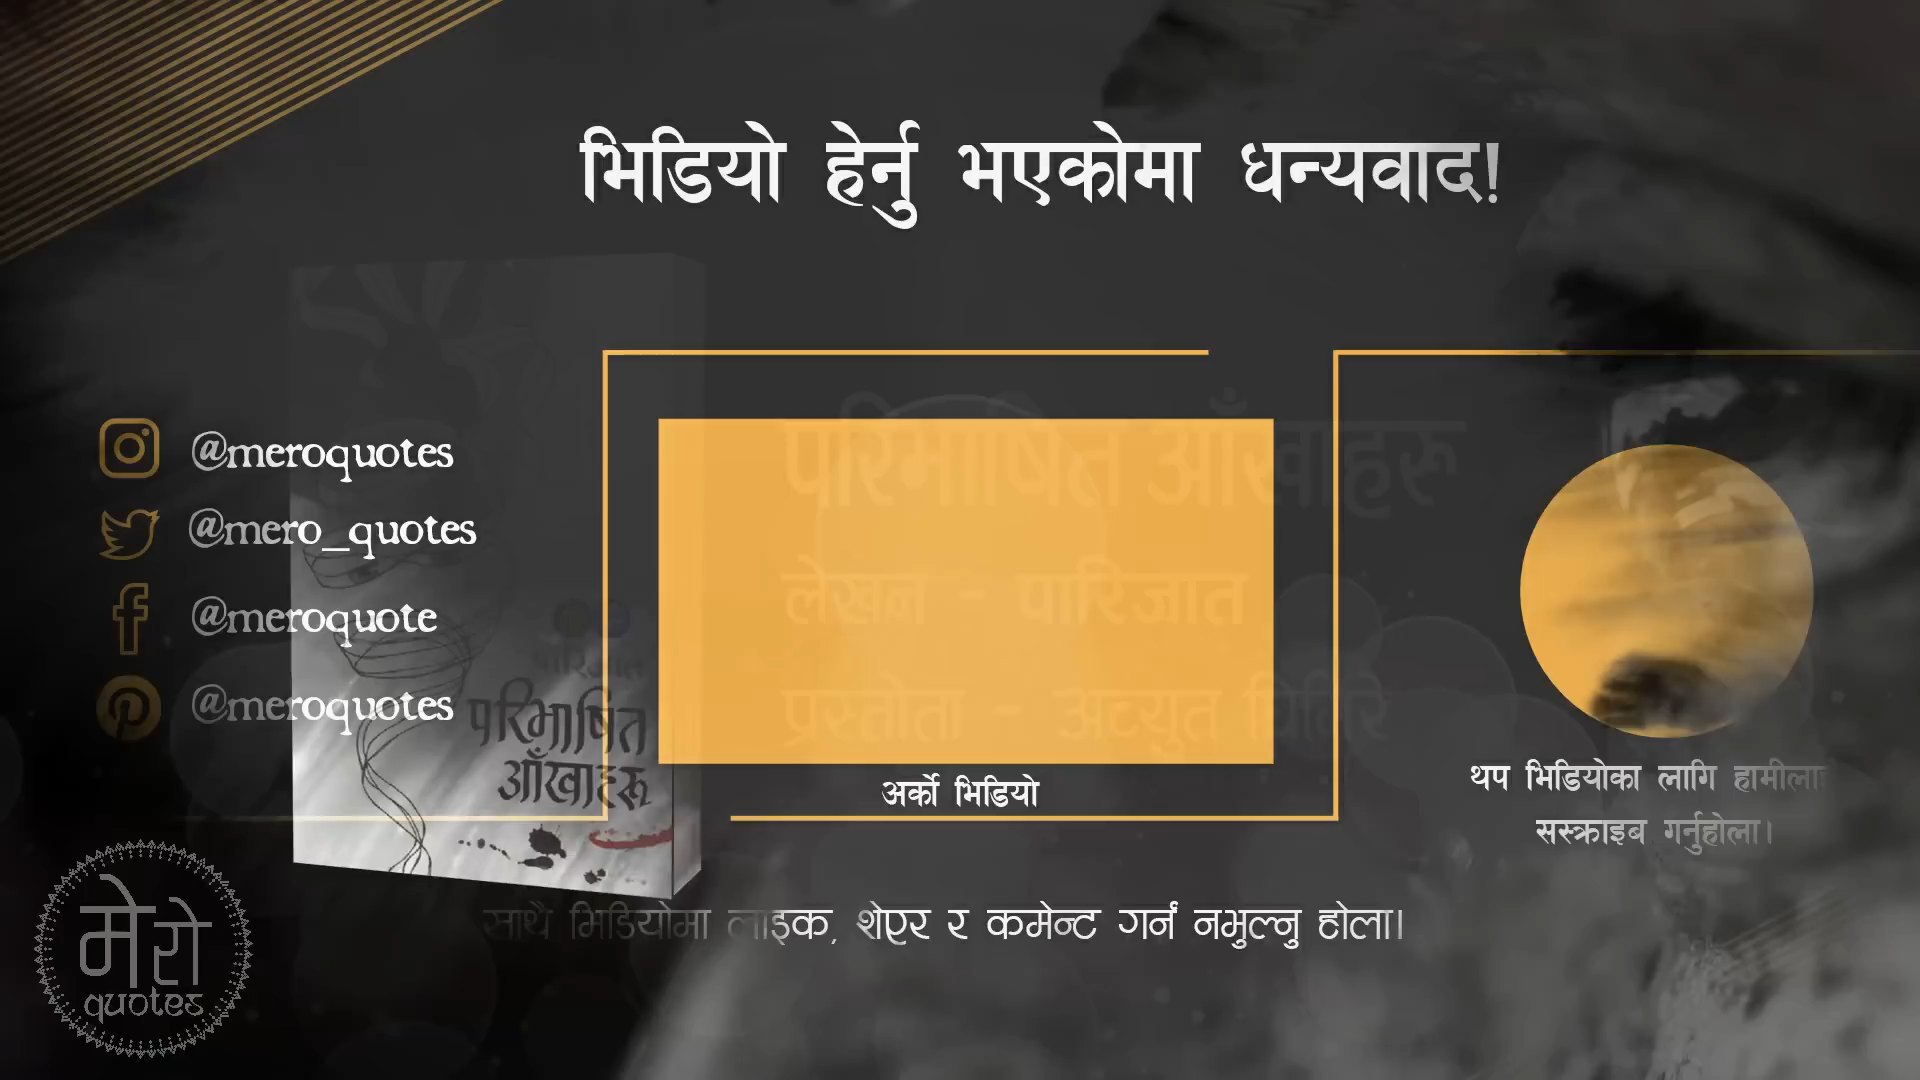 भिडियो हेर्नु भएकोमा धन्यवाद!
@meroquotes
@mero_quotes
@meroquote
@meroquotes
परिभाषित आँखाहरू
लेखन - पारिजात
प्रस्तोता - अच्युत घिमिरे
पारिजात
परिभाषित
आँखाहरू
अर्को भिडियो
थप भिडियोका लागि हामीलाई
सस्क्राइब गर्नुहोला।
साथै भिडियोमा लाइक, शेएर र कमेन्ट गर्न नभुल्नु होला।
मेरो
quotes